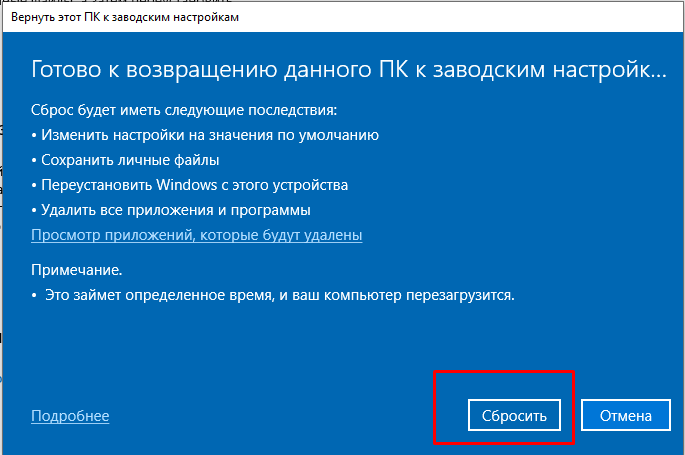 Вернуть этот ПК к заводским настройкам
Готово к возвращению данного ПК к заводским настройк...
Сброс будет иметь следующие последствия:
• Изменить настройки на значения по умолчанию
• Сохранить личные файлы
• Переустановить Windows с этого устройства
• Удалить все приложения и программы
Просмотр приложений, которые будут удалены
Примечание.
• Это займет определенное время, и ваш компьютер перезагрузится.
Подробнее
Сбросить
Отмена